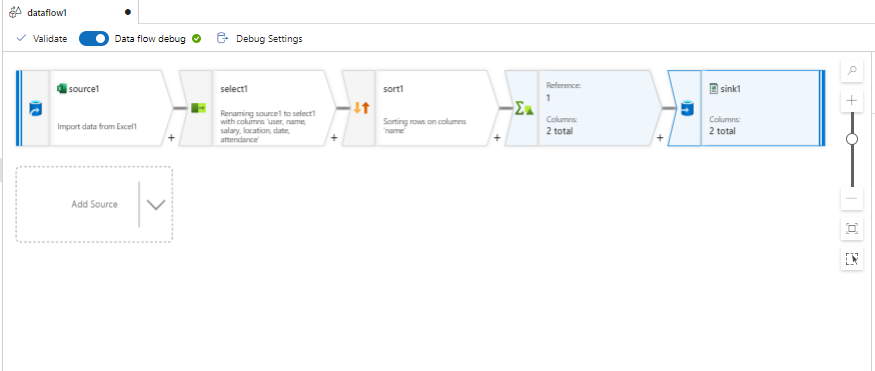 dataflow1
Validate
Data flow debug
Debug Settings
source1
Import data from Excel1
select1
Renaming source1 to select1
with columns 'user, name,
salary, location, date,
attendance'
sort1
Sorting rows on columns
'name'
Reference:
1
Columns:
2 total
sink1
Columns:
2 total
Add Source